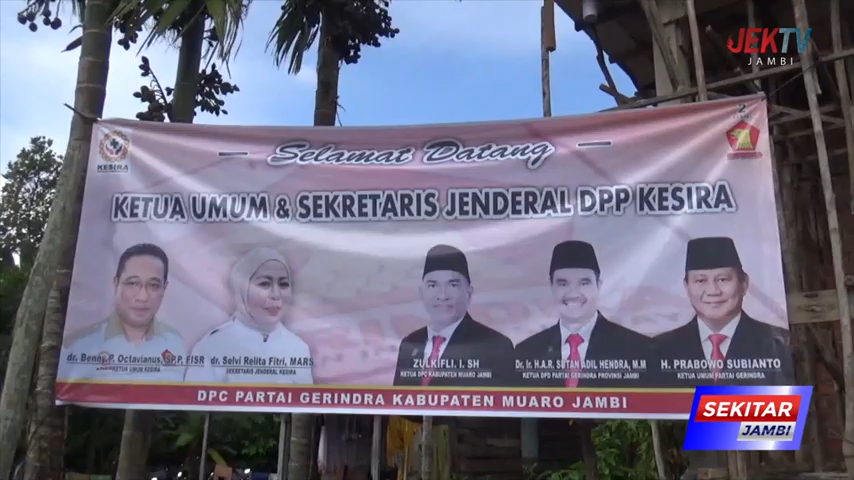 JEKTV
JAMBI
KESIRA
2
Selamat Datang
KETUA UMUM & SEKRETARIS JENDERAL DPP KESIRA
dr. Benny P. Octavianus, SPP, FISR
KETUA UMUM KESIRA
dr. Selvi Relita Fitri, MARS
SEKRETARIS JENDERAL KESIRA
ZULKIFLI. I. SH
KETUA DPC KABUPATEN MUARO JAMBI
Dr. Ir. H.A.R. SUTAN ADIL HENDRA, M.M
KETUA DPD PARTAI GERINDRA PROVINSI JAMBI
H. PRABOWO SUBIANTO
KETUA UMUM PARTAI GERINDRA
DPC PARTAI GERINDRA KABUPATEN MUARO JAMBI
SEKITAR
JAMBI